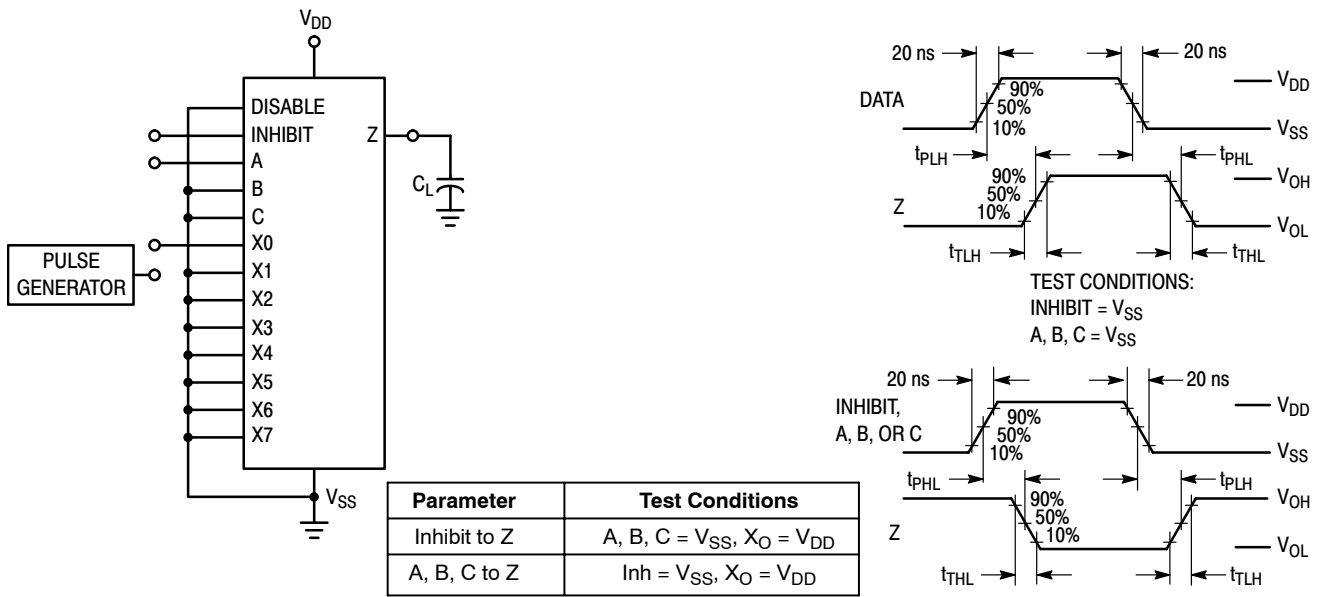 VDD
DISABLE
INHIBIT
Z
A
CL
B
C
X0
PULSE
GENERATOR
X1
X2
X3
X4
X5
X6
X7
VSS
Parameter Test Conditions
Inhibit to Z A, B, C = VSS, XO = VDD
A, B, C to Z Inh = VSS, XO = VDD
20 ns 20 ns
VDD
DATA
90%
50%
10%
VSS
tPLH tPHL
VOH
90%
50%
10%
Z
VOL
tTLH tTHL
TEST CONDITIONS:
INHIBIT = VSS
A, B, C = VSS
20 ns 20 ns
INHIBIT,
A, B, OR C
VDD
90%
50%
10%
VSS
tPHL tPLH
VOH
90%
50%
10%
Z
VOL
tTHL tTLH